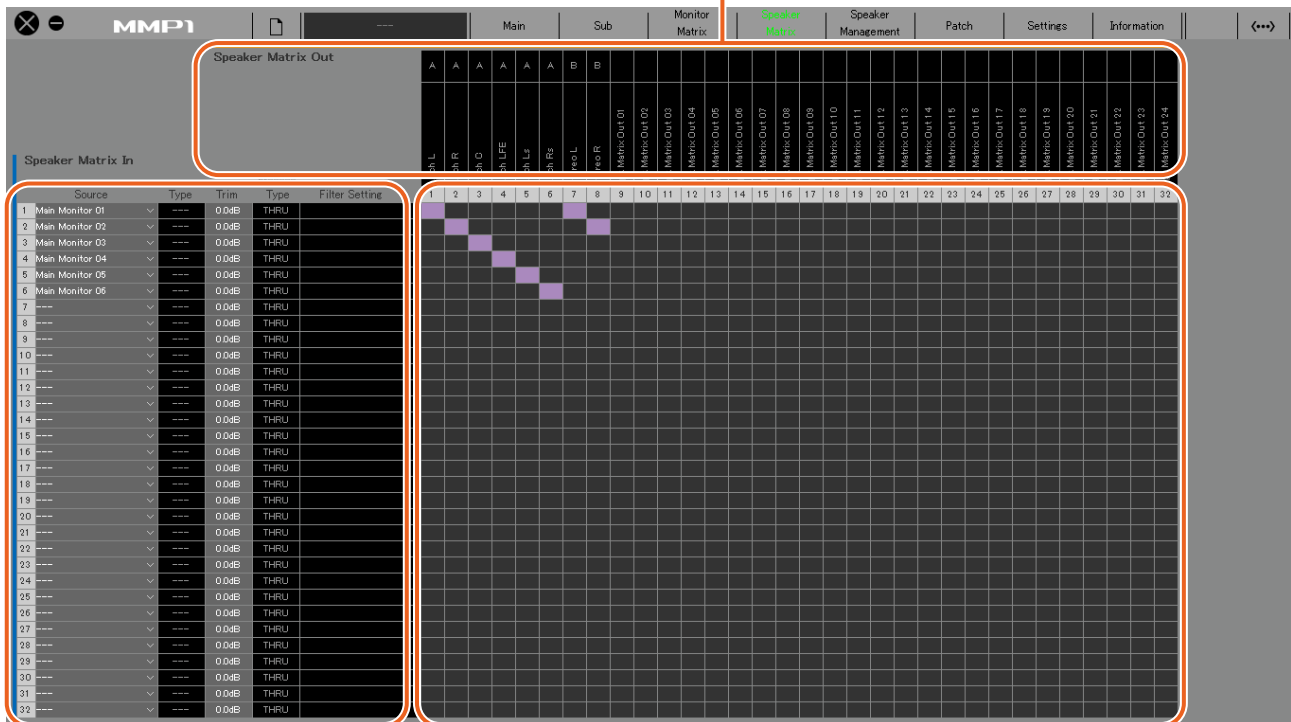 MMP1 --- Main Sub Monitor Matrix Speaker Matrix Speaker Management Patch Settings Information
Speaker Matrix Out
A A A A A A B B
ch L
ch R
ch C
ch LFE
ch Ls
ch Rs
reo L
reo R
Matrix Out 01
Matrix Out 02
Matrix Out 03
Matrix Out 04
Matrix Out 05
Matrix Out 06
Matrix Out 07
Matrix Out 08
Matrix Out 09
Matrix Out 10
Matrix Out 11
Matrix Out 12
Matrix Out 13
Matrix Out 14
Matrix Out 15
Matrix Out 16
Matrix Out 17
Matrix Out 18
Matrix Out 19
Matrix Out 20
Matrix Out 21
Matrix Out 22
Matrix Out 23
Matrix Out 24
Speaker Matrix In
Source Type Trim Type Filter Setting 1 2 3 4 5 6 7 8 9 10 11 12 13 14 15 16 17 18 19 20 21 22 23 24 25 26 27 28 29 30 31 32
1 Main Monitor 01 --- 0.0dB THRU
2 Main Monitor 02 --- 0.0dB THRU
3 Main Monitor 03 --- 0.0dB THRU
4 Main Monitor 04 --- 0.0dB THRU
5 Main Monitor 05 --- 0.0dB THRU
6 Main Monitor 06 --- 0.0dB THRU
7 --- --- 0.0dB THRU
8 --- --- 0.0dB THRU
9 --- --- 0.0dB THRU
10 --- --- 0.0dB THRU
11 --- --- 0.0dB THRU
12 --- --- 0.0dB THRU
13 --- --- 0.0dB THRU
14 --- --- 0.0dB THRU
15 --- --- 0.0dB THRU
16 --- --- 0.0dB THRU
17 --- --- 0.0dB THRU
18 --- --- 0.0dB THRU
19 --- --- 0.0dB THRU
20 --- --- 0.0dB THRU
21 --- --- 0.0dB THRU
22 --- --- 0.0dB THRU
23 --- --- 0.0dB THRU
24 --- --- 0.0dB THRU
25 --- --- 0.0dB THRU
26 --- --- 0.0dB THRU
27 --- --- 0.0dB THRU
28 --- --- 0.0dB THRU
29 --- --- 0.0dB THRU
30 --- --- 0.0dB THRU
31 --- --- 0.0dB THRU
32 --- --- 0.0dB THRU